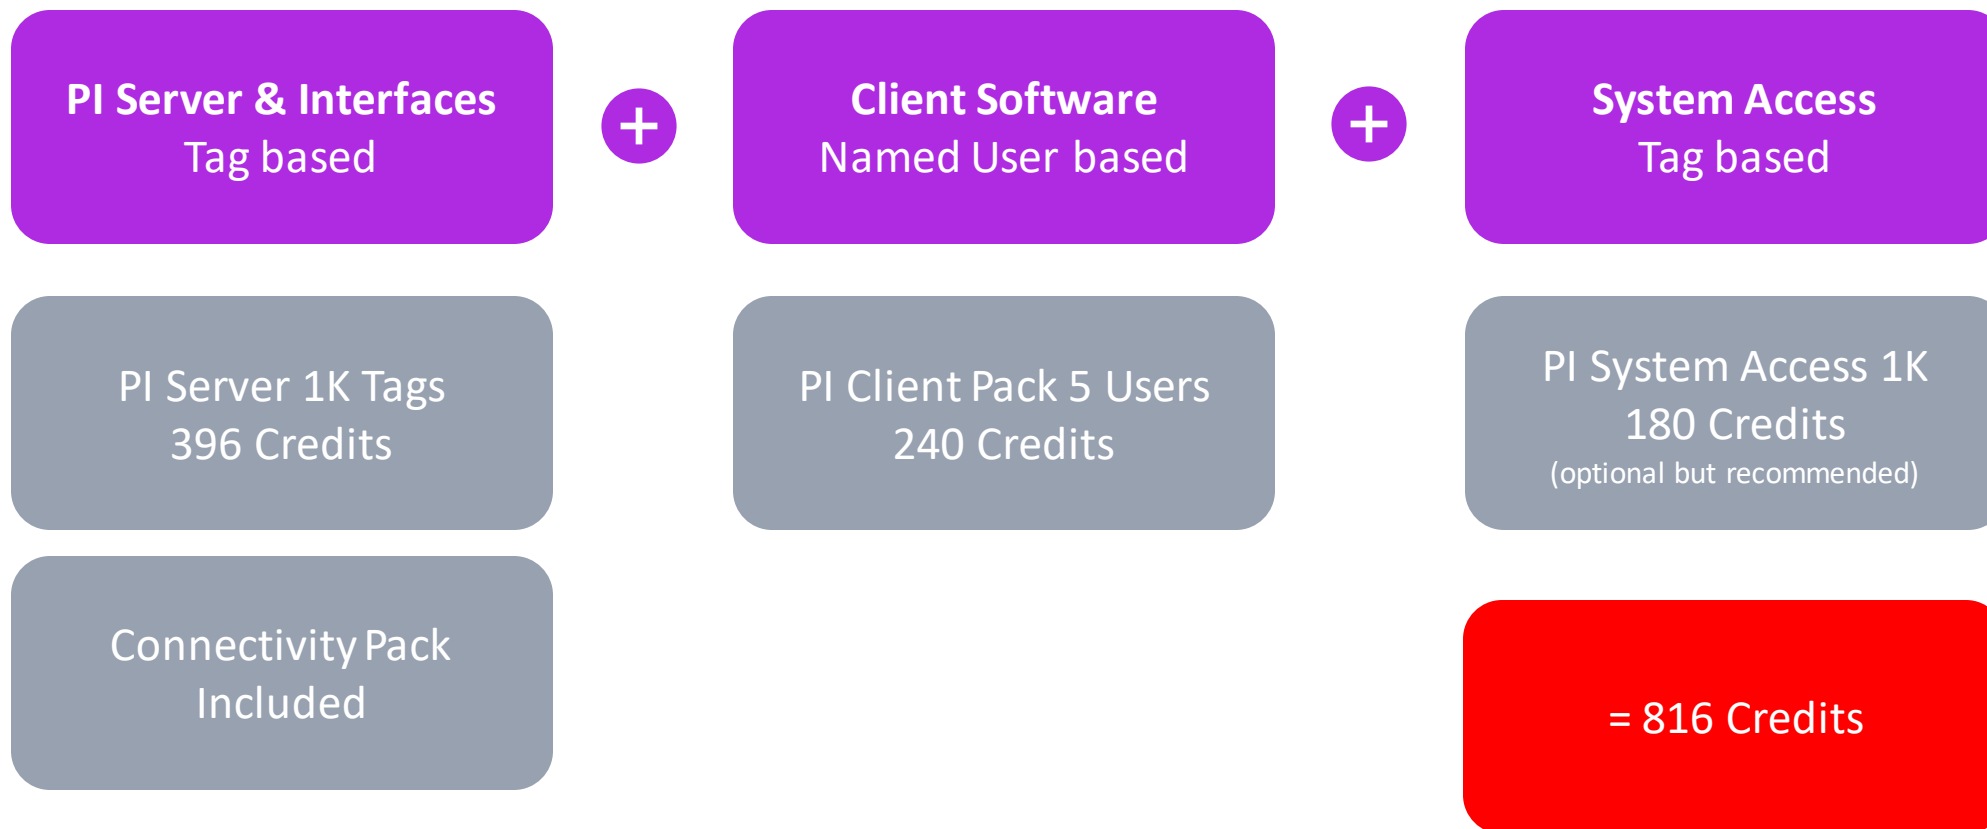 PI Server & Interfaces
Tag based
+
Client Software
Named User based
+
System Access
Tag based
PI Server 1K Tags
396 Credits
PI Client Pack 5 Users
240 Credits
PI System Access 1K
180 Credits
(optional but recommended)
Connectivity Pack
Included
= 816 Credits